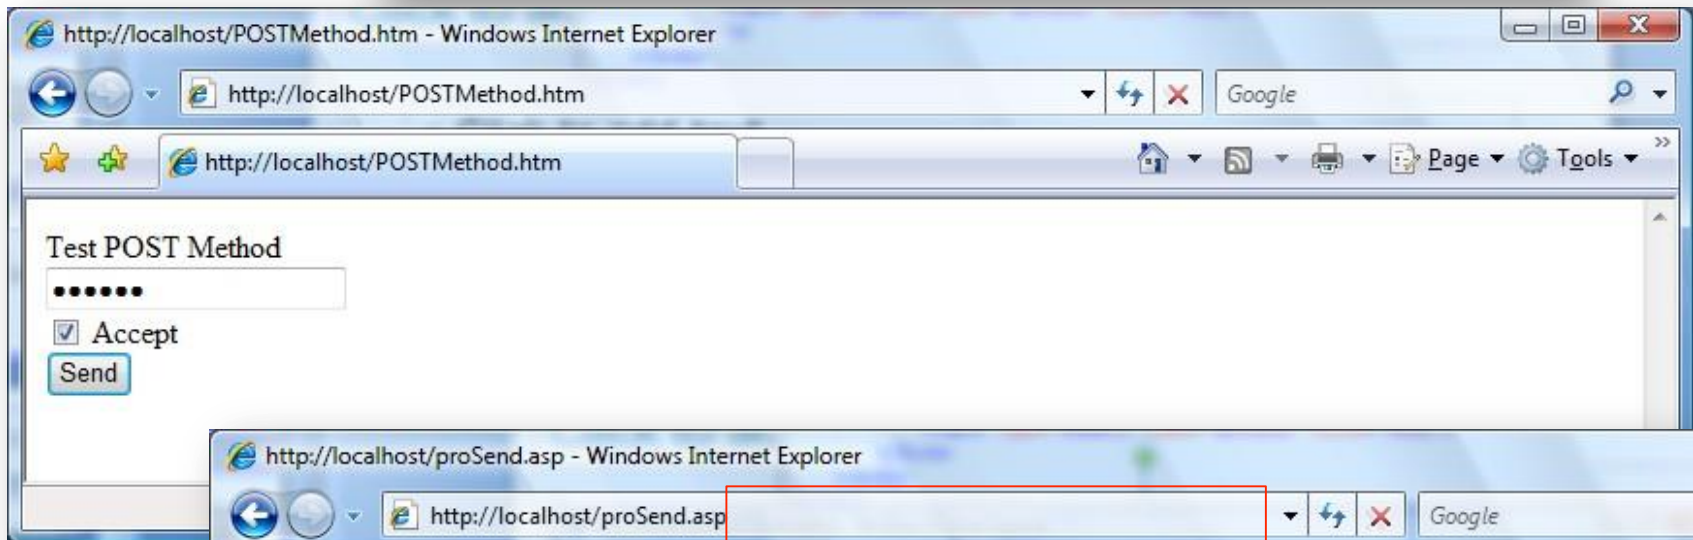 http://localhost/POSTMethod.htm - Windows Internet Explorer
http://localhost/POSTMethod.htm
Google
http://localhost/POSTMethod.htm
Page
Tools
Test POST Method
••••••
Accept
Send
http://localhost/proSend.asp - Windows Internet Explorer
http://localhost/proSend.asp
Google